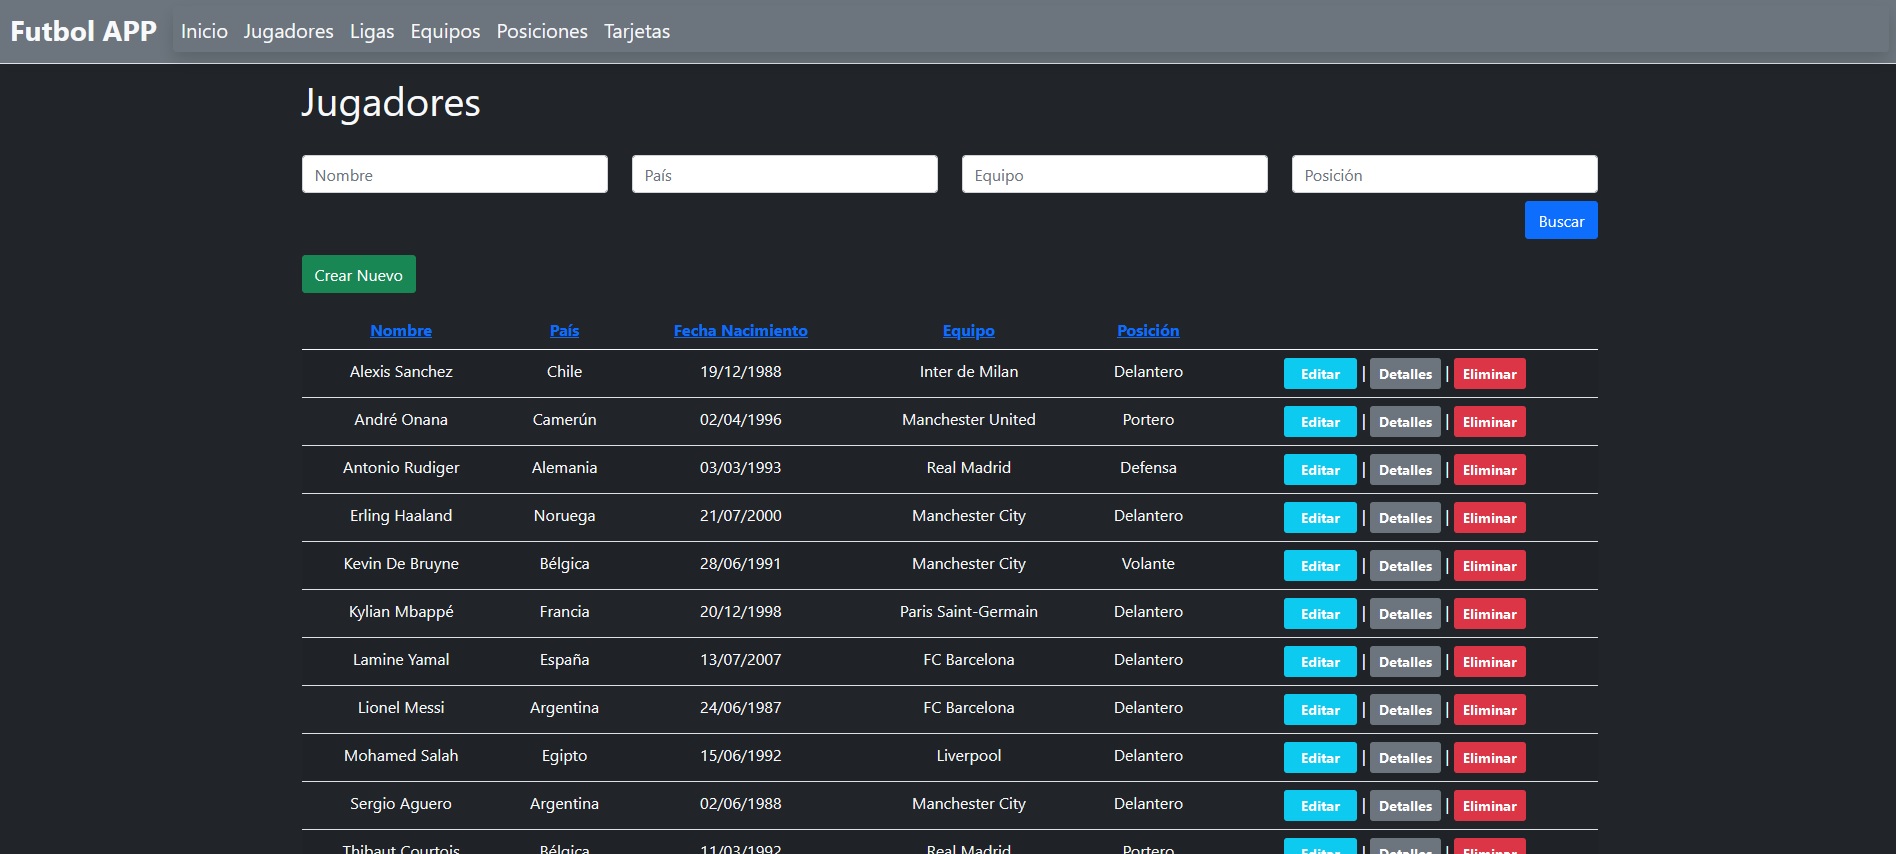 Futbol APP Inicio Jugadores Ligas Equipos Posiciones Tarjetas
Jugadores
Nombre País Equipo Posición
Buscar
Crear Nuevo
Nombre País Fecha Nacimiento Equipo Posición
Alexis Sanchez Chile 19/12/1988 Inter de Milan Delantero Editar | Detalles | Eliminar
André Onana Camerún 02/04/1996 Manchester United Portero Editar | Detalles | Eliminar
Antonio Rudiger Alemania 03/03/1993 Real Madrid Defensa Editar | Detalles | Eliminar
Erling Haaland Noruega 21/07/2000 Manchester City Delantero Editar | Detalles | Eliminar
Kevin De Bruyne Bélgica 28/06/1991 Manchester City Volante Editar | Detalles | Eliminar
Kylian Mbappé Francia 20/12/1998 Paris Saint-Germain Delantero Editar | Detalles | Eliminar
Lamine Yamal España 13/07/2007 FC Barcelona Delantero Editar | Detalles | Eliminar
Lionel Messi Argentina 24/06/1987 FC Barcelona Delantero Editar | Detalles | Eliminar
Mohamed Salah Egipto 15/06/1992 Liverpool Delantero Editar | Detalles | Eliminar
Sergio Aguero Argentina 02/06/1988 Manchester City Delantero Editar | Detalles | Eliminar
Thibaut Courtois Bélgica 11/03/1992 Real Madrid Portero Editar | Detalles | Eliminar